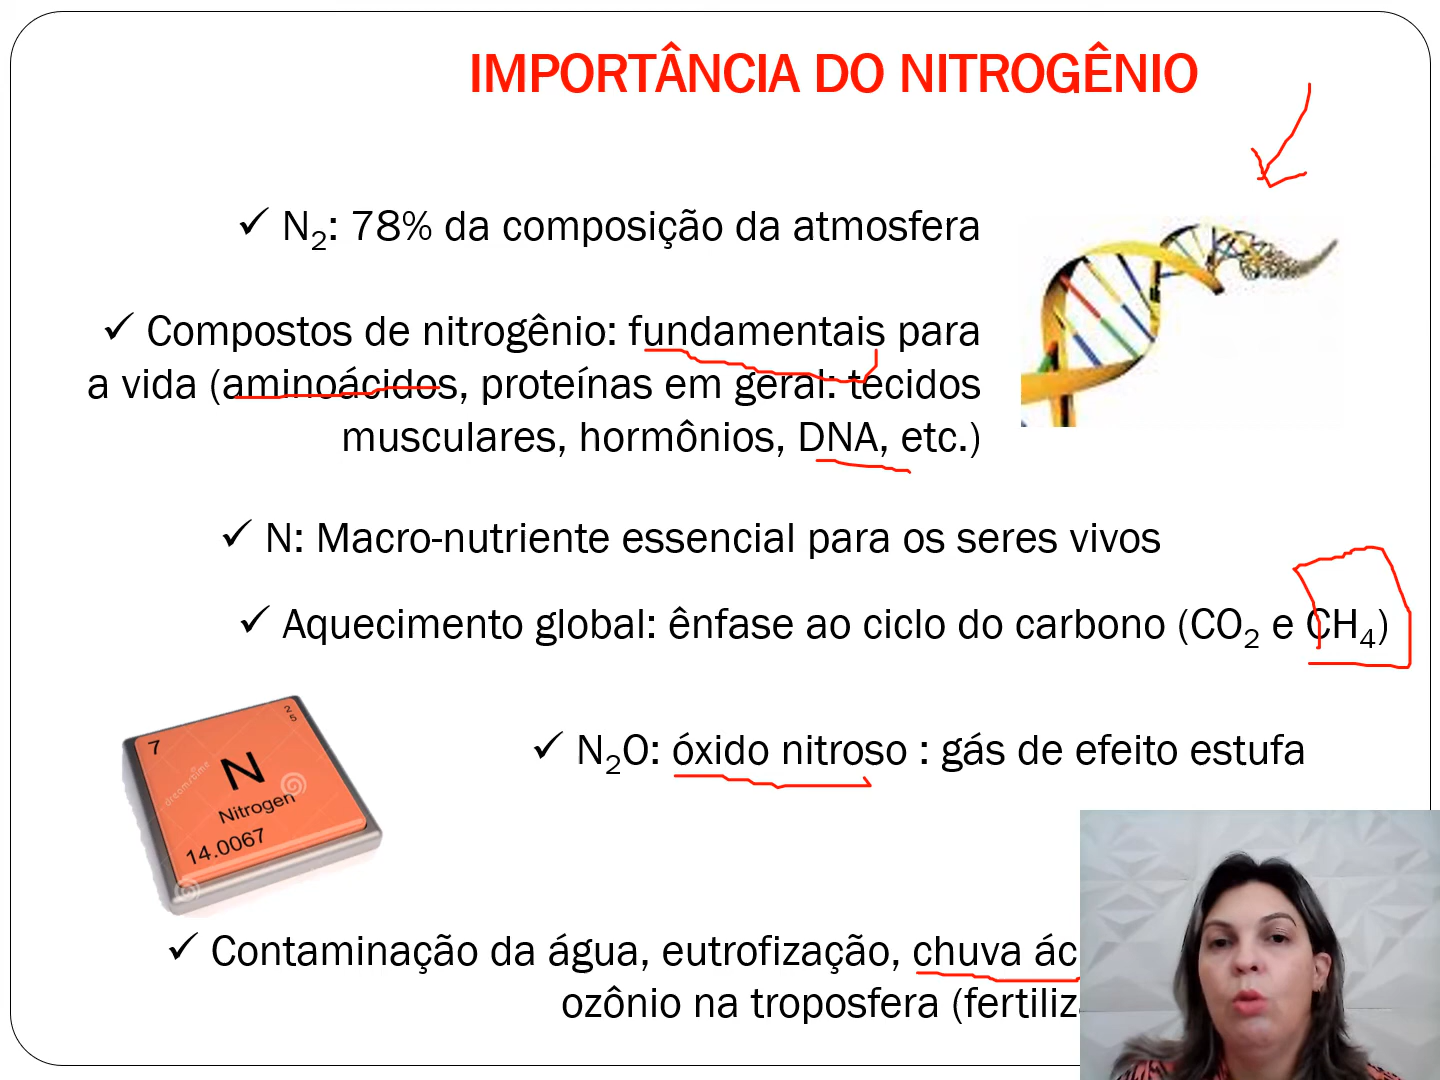 IMPORTÂNCIA DO NITROGÊNIO
✓ N₂: 78% da composição da atmosfera
✓ Compostos de nitrogênio: fundamentais para
a vida (aminoácidos, proteínas em geral: tecidos
musculares, hormônios, DNA, etc.)
✓ N: Macro-nutriente essencial para os seres vivos
✓ Aquecimento global: ênfase ao ciclo do carbono (CO₂ e CH₄)
7
2
5
N
Nitrogen
14.0067
dreamstime
✓ N₂O: óxido nitroso : gás de efeito estufa
✓ Contaminação da água, eutrofização, chuva
ozônio na troposfera